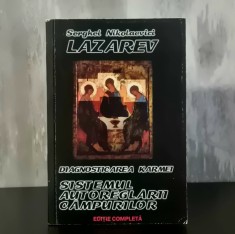 Serghei Nikolaevici
LAZAREV
DIAGNOSTICAREA KARMEI
SISTEMUL
AUTOREGLĂRII
CÂMPURILOR
EDIȚIE COMPLETĂ